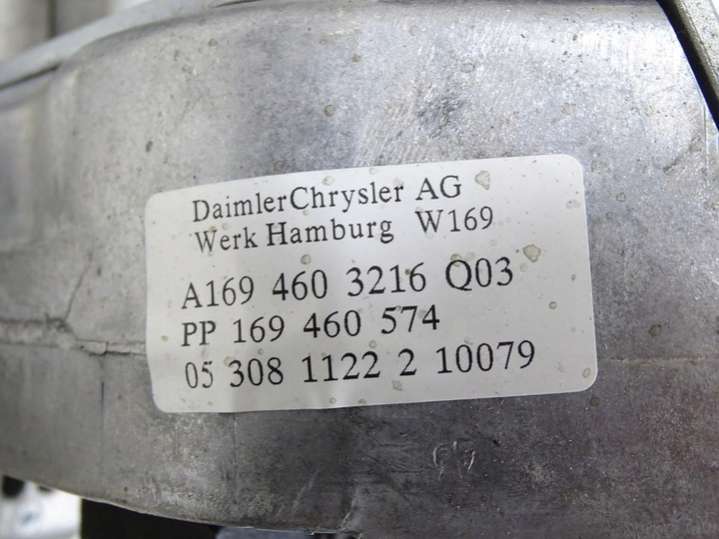 DaimlerChrysler AG
Werk Hamburg W169
A169 460 3216 Q03
PP 169 460 574
05 308 1122 2 10079